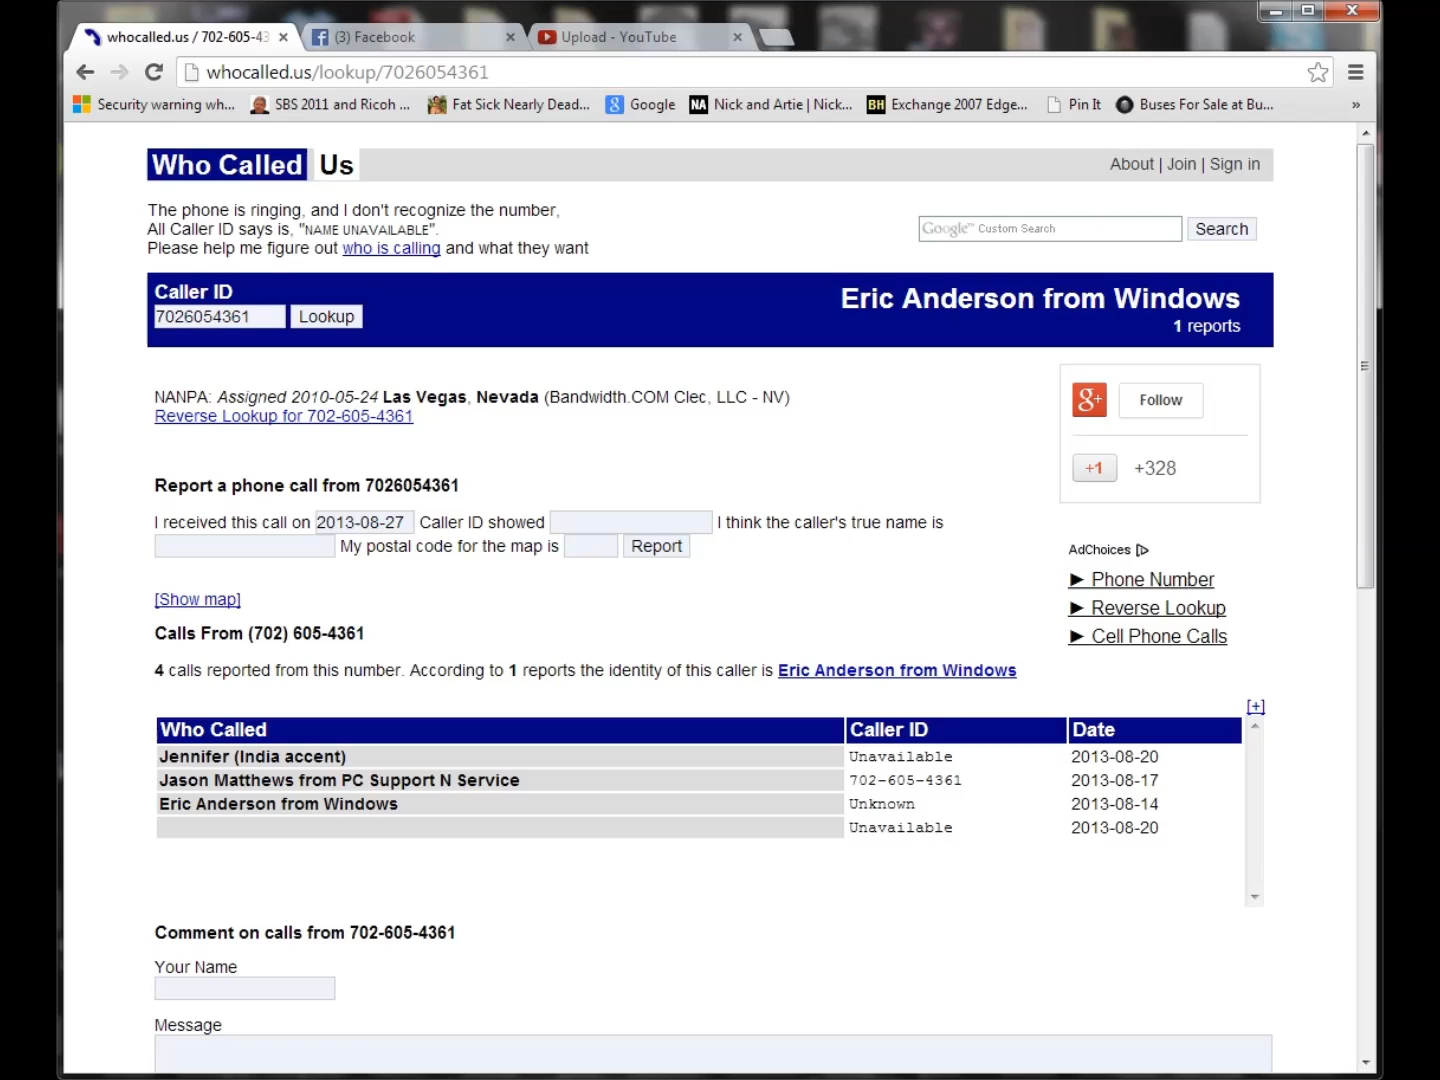 whocalled.us / 702-605-43
(3) Facebook
Upload - YouTube
whocalled.us/lookup/7026054361
Security warning wh...
SBS 2011 and Ricoh ...
Fat Sick Nearly Dead...
Google
NA Nick and Artie | Nick...
BH Exchange 2007 Edge...
Pin It
Buses For Sale at Bu...
»
Who Called Us
About | Join | Sign in
The phone is ringing, and I don't recognize the number,
All Caller ID says is, "NAME UNAVAILABLE".
Please help me figure out who is calling and what they want
Google™ Custom Search
Search
Caller ID
7026054361 Lookup
Eric Anderson from Windows
1 reports
NANPA: Assigned 2010-05-24 Las Vegas, Nevada (Bandwidth.COM Clec, LLC - NV)
Reverse Lookup for 702-605-4361
g+ Follow
+1 +328
Report a phone call from 7026054361
I received this call on 2013-08-27 Caller ID showed I think the caller's true name is
My postal code for the map is Report
AdChoices
► Phone Number
► Reverse Lookup
► Cell Phone Calls
[Show map]
Calls From (702) 605-4361
4 calls reported from this number. According to 1 reports the identity of this caller is Eric Anderson from Windows
[+]
Who Called Caller ID Date
Jennifer (India accent) Unavailable 2013-08-20
Jason Matthews from PC Support N Service 702-605-4361 2013-08-17
Eric Anderson from Windows Unknown 2013-08-14
Unavailable 2013-08-20
Comment on calls from 702-605-4361
Your Name
Message